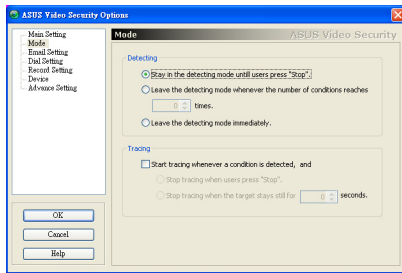 ASUS Video Security Options
Main Setting
Mode
Email Setting
Dial Setting
Record Setting
Device
Advance Setting
OK
Cancel
Help
Mode
ASUS Video Security
Detecting
Stay in the detecting mode untill users press "Stop".
Leave the detecting mode whenever the number of conditions reaches
0 times.
Leave the detecting mode immediately.
Tracing
Start tracing whenever a condition is detected, and
Stop tracing when users press "Stop".
Stop tracing when the target stays still for 0 seconds.